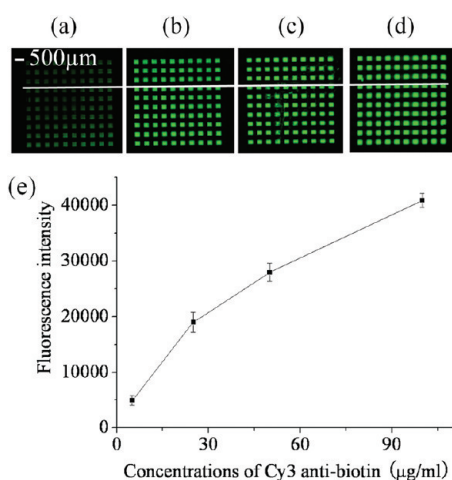 (a) (b) (c) (d)
500μm
(e)
Fluorescence intensity
40000
30000
20000
10000
0
0 30 60 90
Concentrations of Cy3 anti-biotin (μg/ml)